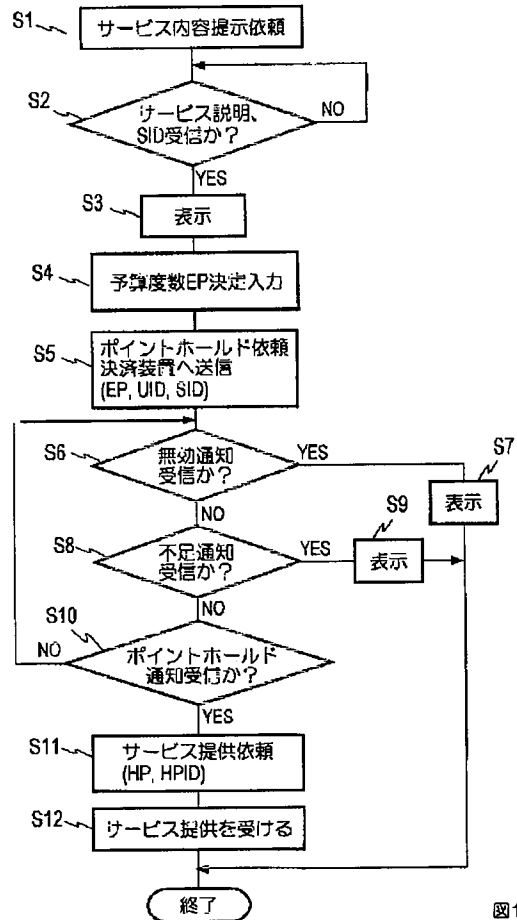 S1
サービス内容提示依頼
S2
サービス説明、
SID受信か?
NO
YES
S3
表示
S4
予算度数EP決定入力
S5
ポイントホールド依頼
決済装置へ送信
(EP, UID, SID)
S6
無効通知
受信か?
YES
S7
表示
NO
S8
不足通知
受信か?
YES
S9
表示
NO
S10
ポイントホールド
通知受信か?
NO
YES
S11
サービス提供依頼
(HP, HPID)
S12
サービス提供を受ける
終了
図1